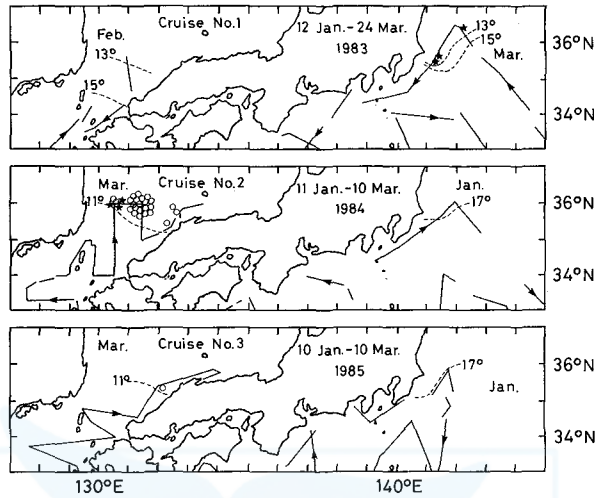 Cruise No.1
12 Jan.-24 Mar.
1983
Feb.
13°
15°
13°
15°
Mar.
36°N
34°N
Mar.
Cruise No.2
11 Jan.-10 Mar.
1984
Jan.
11°
17°
36°N
34°N
Mar.
Cruise No.3
10 Jan.-10 Mar.
1985
11°
17°
Jan.
36°N
34°N
130°E
140°E